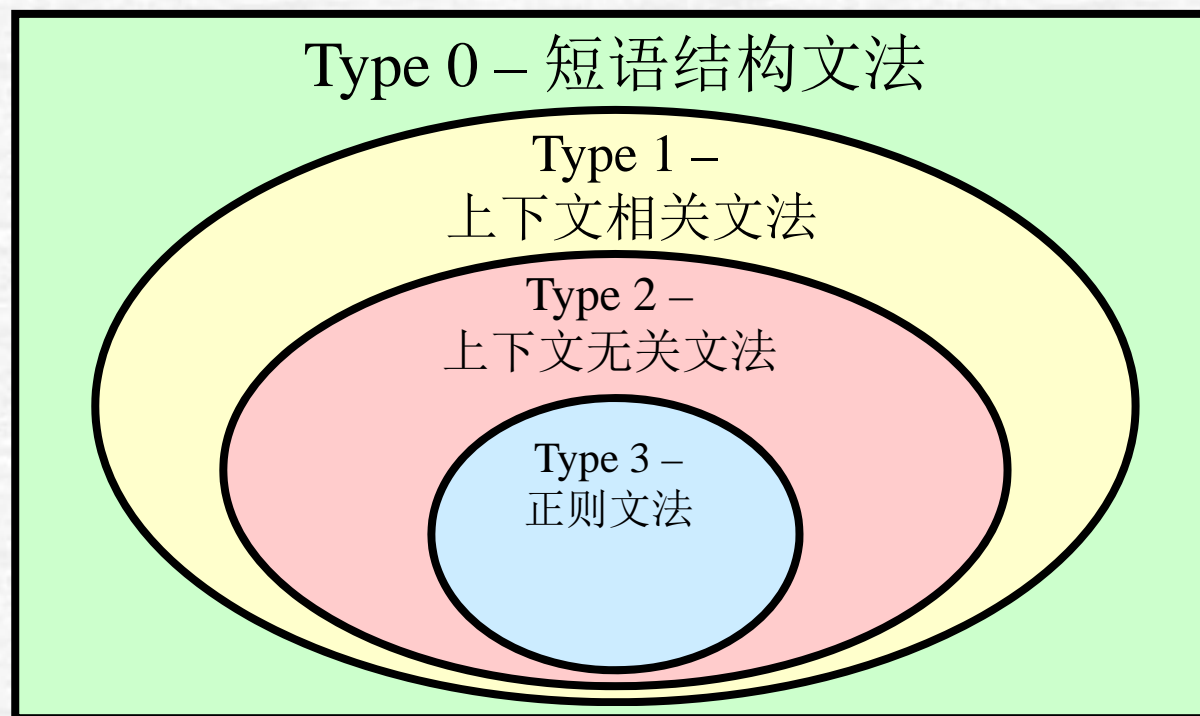 Type 0 – 短语结构文法
Type 1 –
上下文相关文法
Type 2 –
上下文无关文法
Type 3 –
正则文法